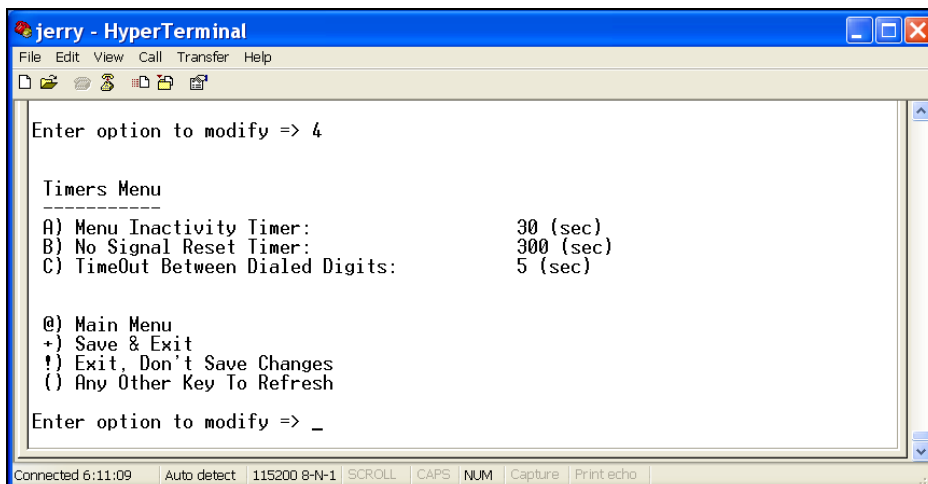 jerry - HyperTerminal
File Edit View Call Transfer Help
Enter option to modify => 4
Timers Menu
-----------
A) Menu Inactivity Timer: 30 (sec)
B) No Signal Reset Timer: 300 (sec)
C) TimeOut Between Dialed Digits: 5 (sec)
@) Main Menu
+) Save & Exit
!) Exit, Don't Save Changes
() Any Other Key To Refresh
Enter option to modify => _
Connected 6:11:09 Auto detect 115200 8-N-1 SCROLL CAPS NUM Capture Print echo